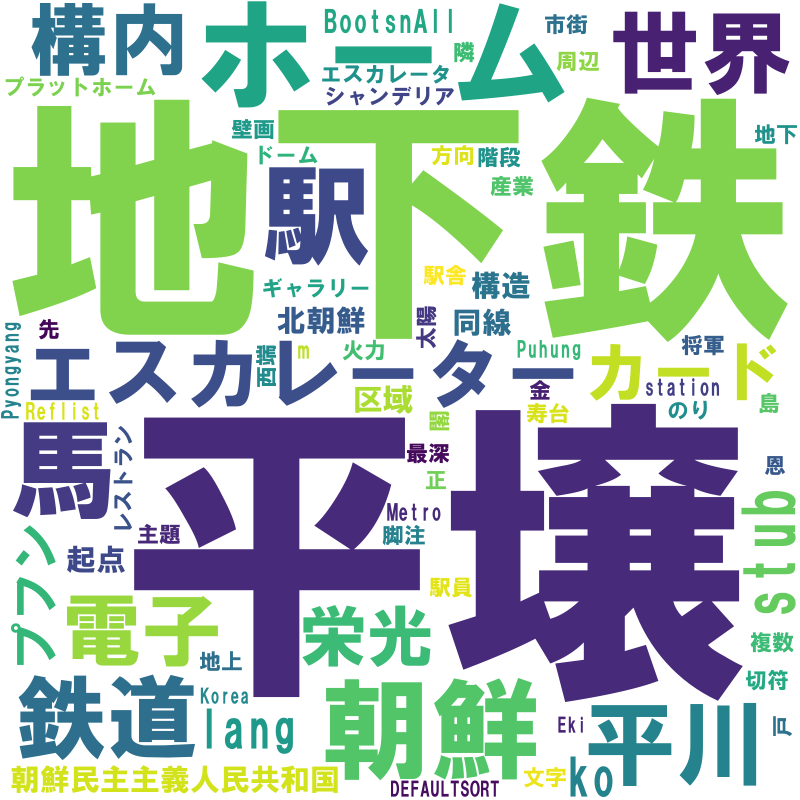 構内
ホーム
BootsnAll
市街
世界
隣
周辺
エスカレータ
シャンデリア
プラットホーム
地下鉄
壁画
地下
ドーム
方向
階段
駅
産業
ギャラリー
駅舎
構造
北朝鮮
太陽
同線
Pyongyang
先
エスカレーター
西端
m
火力
Puhung
将軍
カード
区域
金
station
Reflist
寿台
のり
島
馬
レストラン
平壌
最深
恩
正
stub
主題
Metro
脚注
プフン
起点
駅員
電子
栄光
複数
地上
切符
鉄道
Korea
lang
朝鮮
Eki
平川
戸
朝鮮民主主義人民共和国
DEFAULTSORT
文字
ko